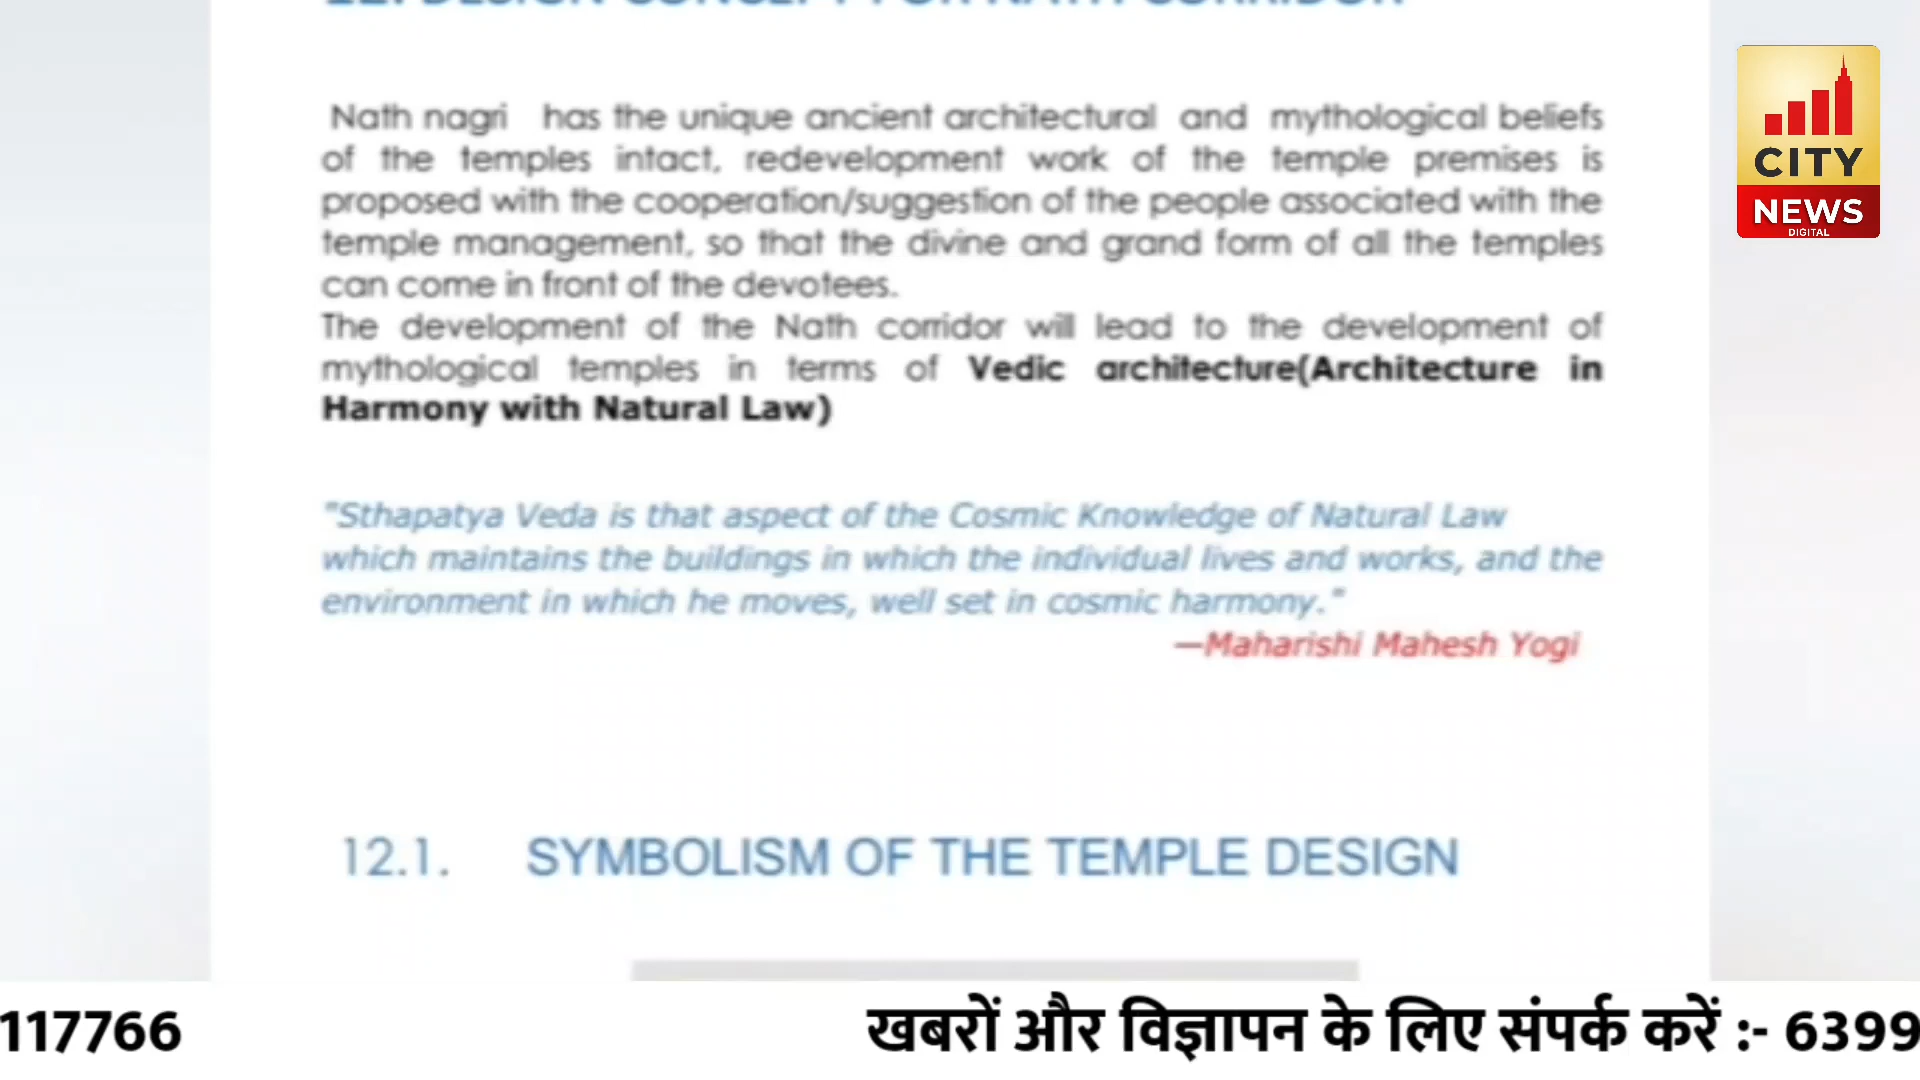 12. DESIGN CONCEPT FOR NATH CORRIDOR
Nath nagri has the unique ancient architectural and mythological beliefs
of the temples intact, redevelopment work of the temple premises is
proposed with the cooperation/suggestion of the people associated with the
temple management, so that the divine and grand form of all the temples
can come in front of the devotees.
The development of the Nath corridor will lead to the development of
mythological temples in terms of Vedic architecture(Architecture in
Harmony with Natural Law)
"Sthapatya Veda is that aspect of the Cosmic Knowledge of Natural Law
which maintains the buildings in which the individual lives and works, and the
environment in which he moves, well set in cosmic harmony."
—Maharishi Mahesh Yogi
12.1. SYMBOLISM OF THE TEMPLE DESIGN
CITY
NEWS
DIGITAL
117766 खबरों और विज्ञापन के लिए संपर्क करें :- 6399